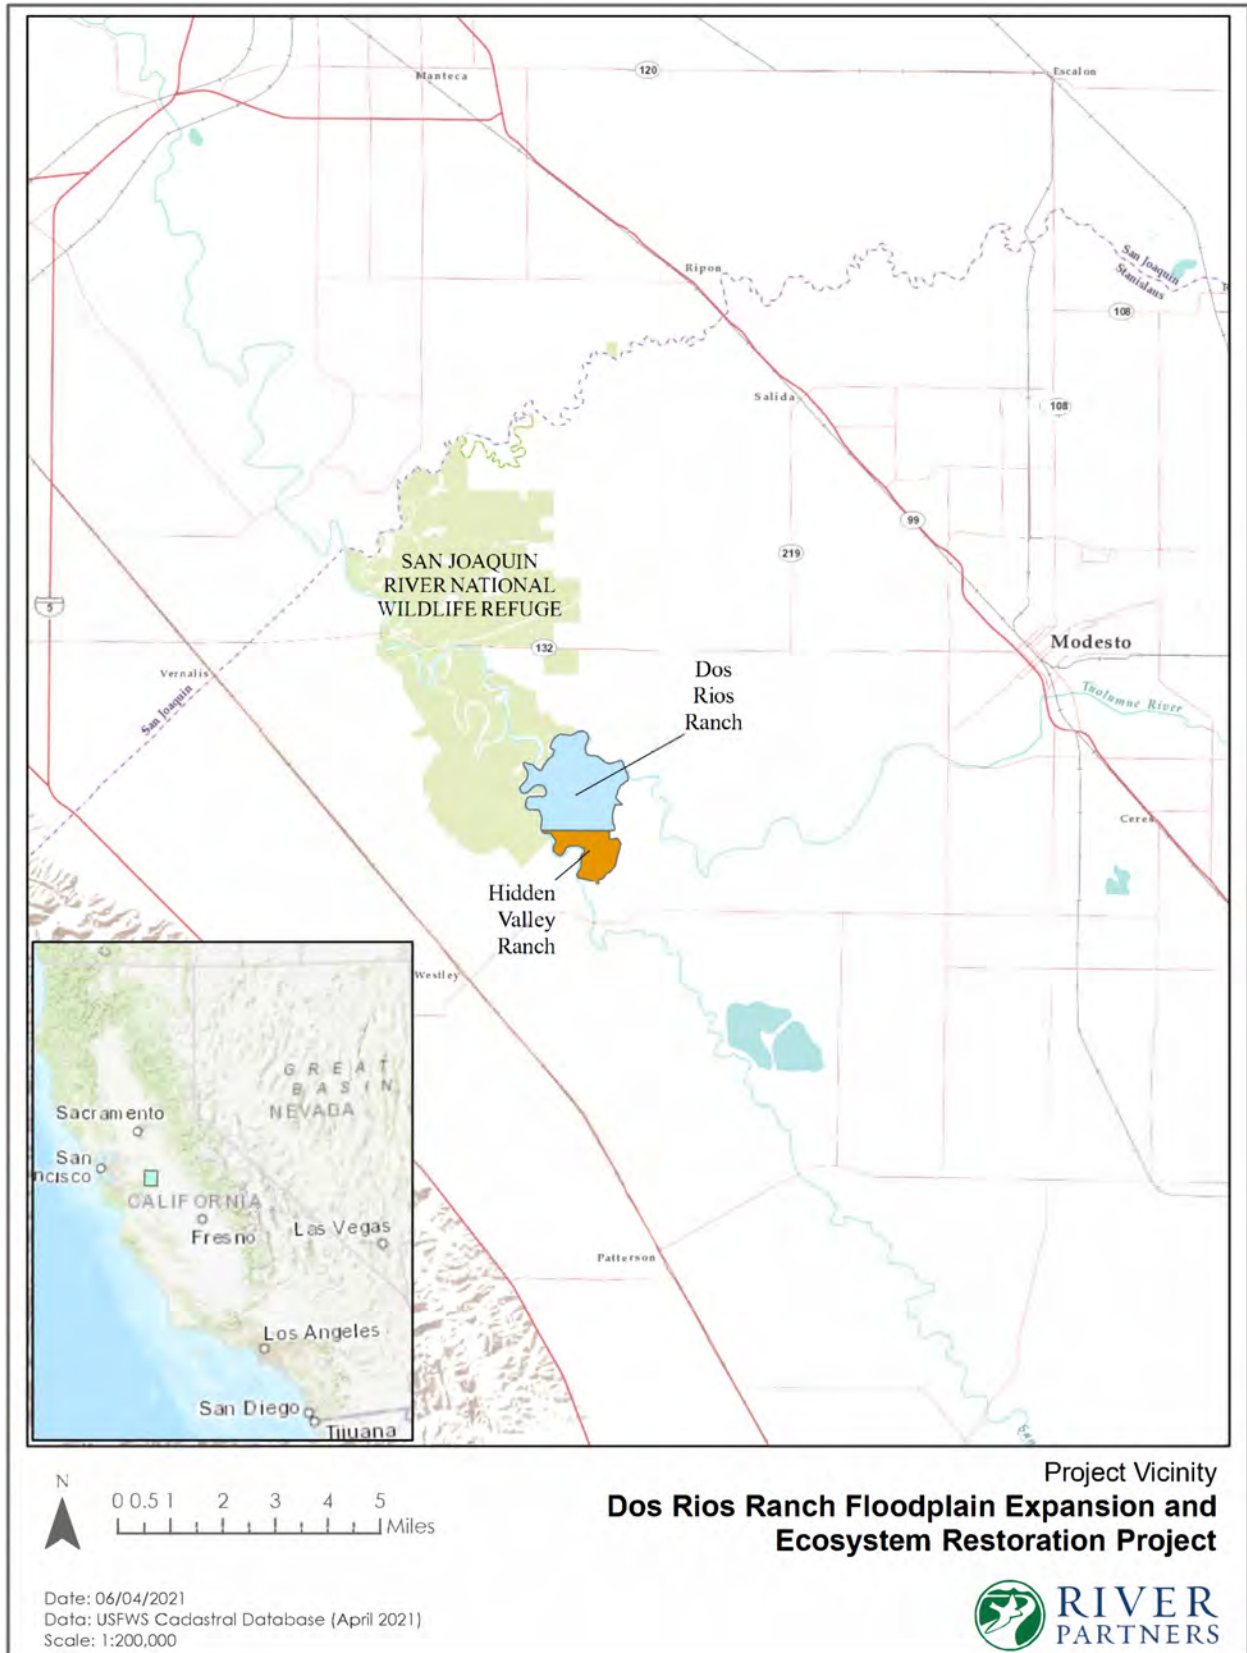 Manteca
120
Escalon
Ripon
San Joaquin
Stanislaus
108
Salida
108
99
219
SAN JOAQUIN
RIVER NATIONAL
WILDLIFE REFUGE
5
132
Modesto
Vernalis
San Joaquin
Dos
Rios
Ranch
Tuolumne River
Ceres
Hidden
Valley
Ranch
Westley
Patterson
GREAT
BASIN
NEVADA
Sacramento
San
ncisco
CALIFORNIA
Fresno
Las Vegas
Los Angeles
San Diego
Tijuana
San
Project Vicinity
Dos Rios Ranch Floodplain Expansion and
Ecosystem Restoration Project
N
0 0.5 1 2 3 4 5
Miles
Date: 06/04/2021
Data: USFWS Cadastral Database (April 2021)
Scale: 1:200,000
RIVER
PARTNERS